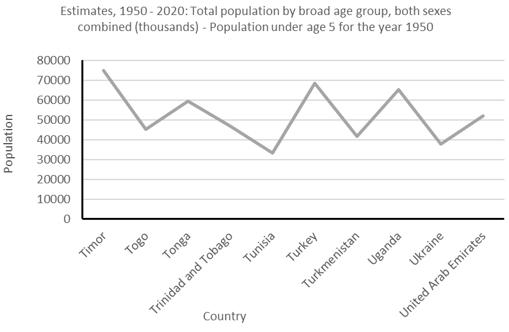 Estimates, 1950 - 2020: Total population by broad age group, both sexes
combined (thousands) - Population under age 5 for the year 1950
80000
70000
60000
50000
40000
30000
20000
10000
0
Population
Timor
Togo
Tonga
Trinidad and Tobago
Tunisia
Turkey
Turkmenistan
Uganda
Ukraine
United Arab Emirates
Country